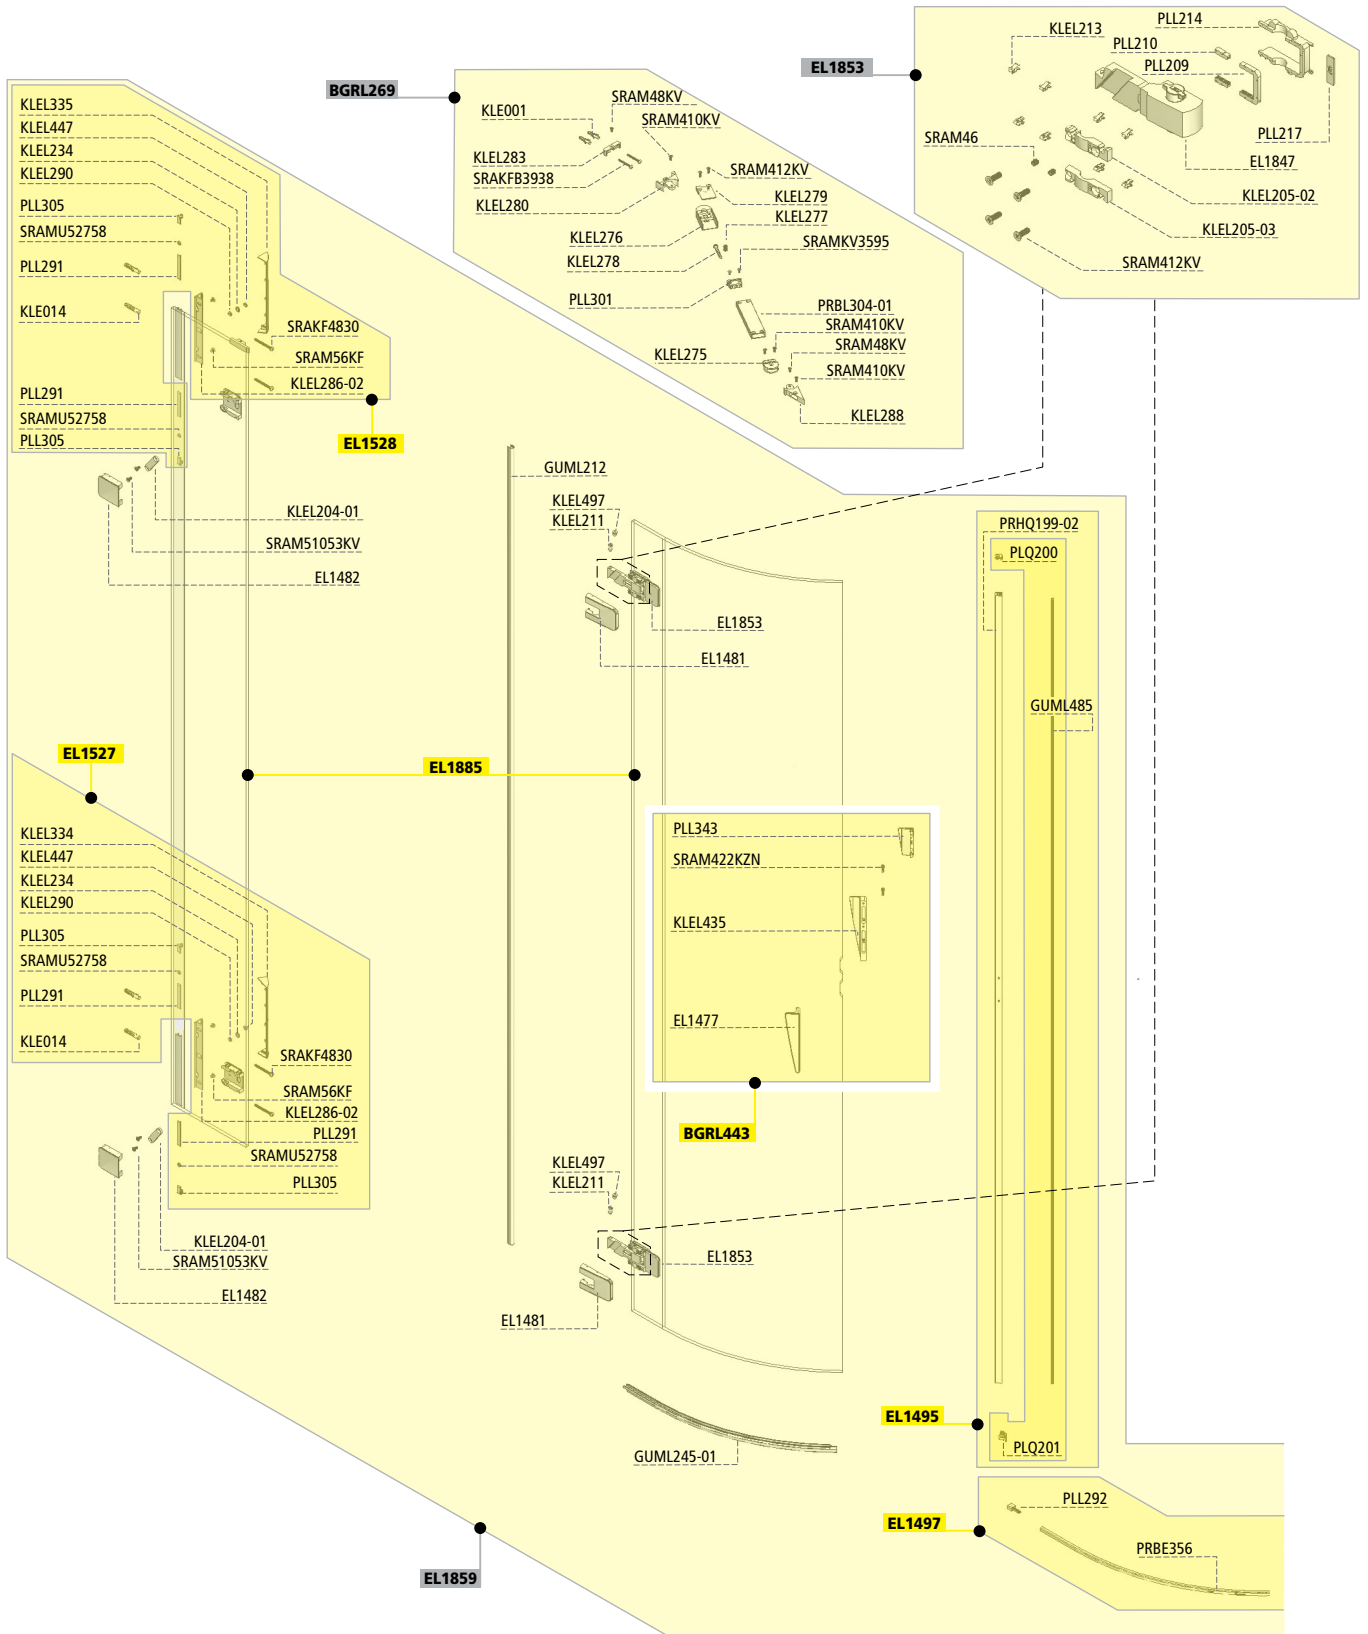 KLEL335
KLEL447
KLEL234
KLEL290
PLL305
SRAMU52758
PLL291
KLE014
SRAKF4830
SRAM56KF
KLEL286-02
PLL291
SRAMU52758
PLL305
EL1528
KLEL204-01
SRAM51053KV
EL1482
BGRL269
KLE001
SRAM48KV
SRAM410KV
KLEL283
SRAKFB3938
KLEL280
SRAM412KV
KLEL279
KLEL277
KLEL276
SRAMKV3595
KLEL278
PLL301
PRBL304-01
SRAM410KV
SRAM48KV
KLEL275
SRAM410KV
KLEL288
EL1853
KLEL213
PLL214
PLL210
PLL209
SRAM46
PLL217
EL1847
KLEL205-02
KLEL205-03
SRAM412KV
GUML212
KLEL497
KLEL211
EL1853
EL1481
PRHQ199-02
PLQ200
GUML485
EL1527
EL1885
KLEL334
KLEL447
KLEL234
KLEL290
PLL305
SRAMU52758
PLL291
KLE014
SRAKF4830
SRAM56KF
KLEL286-02
PLL291
SRAMU52758
PLL305
KLEL204-01
SRAM51053KV
EL1482
PLL343
SRAM422KZN
KLEL435
EL1477
BGRL443
KLEL497
KLEL211
EL1853
EL1481
GUML245-01
EL1495
PLQ201
EL1497
PLL292
PRBE356
EL1859